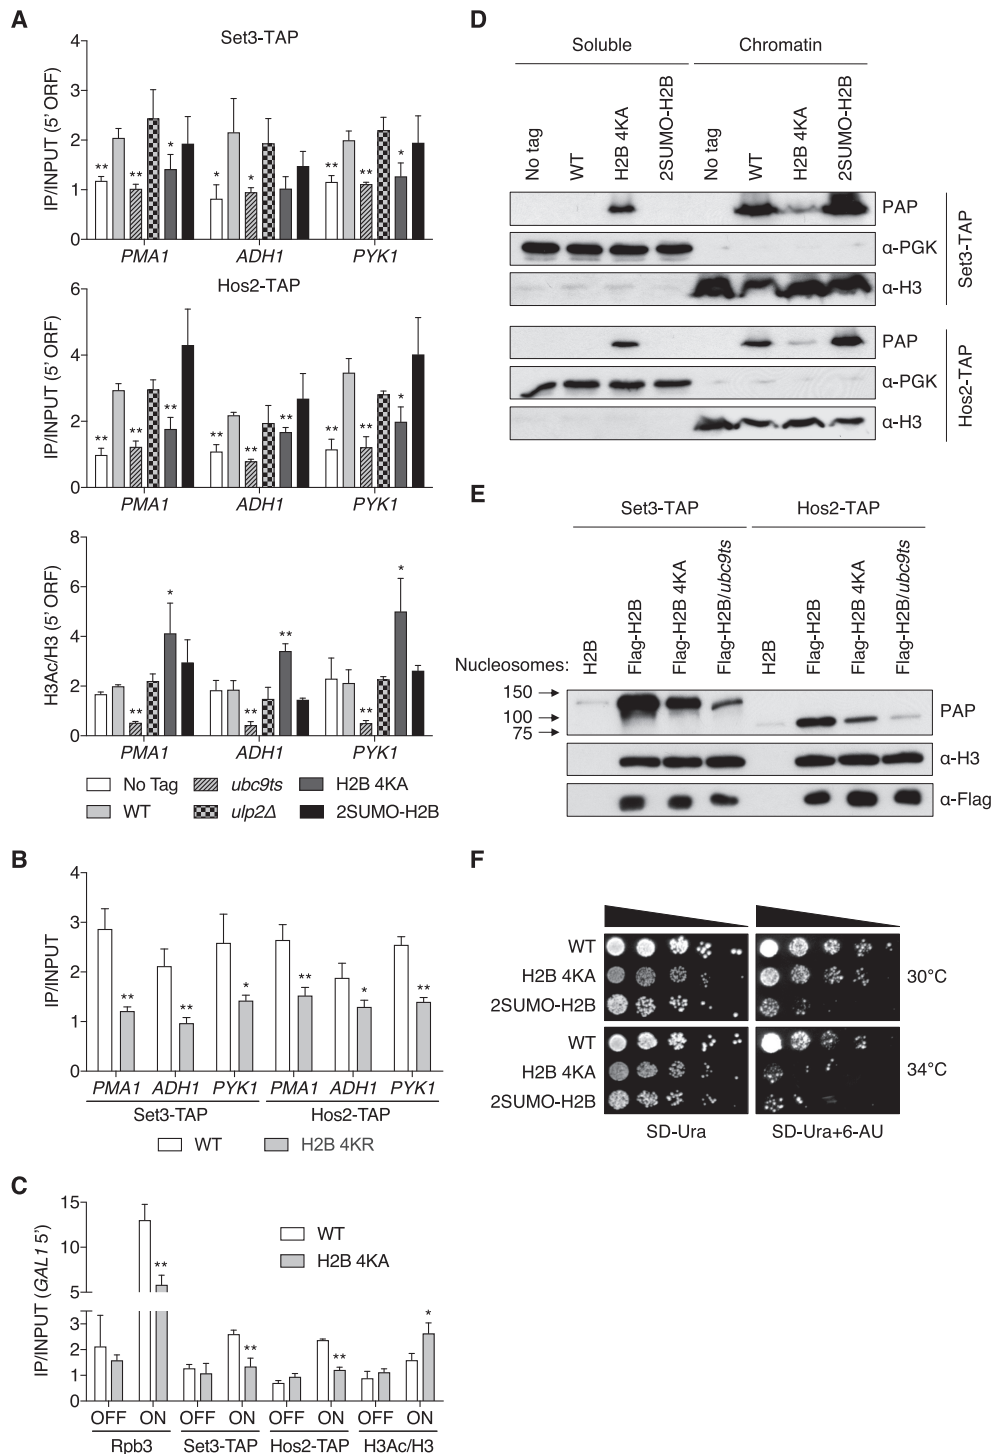 A
Set3-TAP
IP/INPUT (5' ORF)
4
3
2
1
0
** ** * * * ** ** *
PMA1 ADH1 PYK1
Hos2-TAP
IP/INPUT (5' ORF)
6
4
2
0
** ** ** ** ** ** ** ** *
PMA1 ADH1 PYK1
H3Ac/H3 (5' ORF)
8
6
4
2
0
** * ** ** ** *
PMA1 ADH1 PYK1
No Tag ubc9ts H2B 4KA
WT ulp2Δ 2SUMO-H2B
B
IP/INPUT
4
3
2
1
0
** ** * ** * **
PMA1 ADH1 PYK1 PMA1 ADH1 PYK1
Set3-TAP Hos2-TAP
WT H2B 4KR
C
IP/INPUT (GAL1 5')
15
10
5
3
2
1
0
WT
H2B 4KA
** ** ** *
OFF ON OFF ON OFF ON OFF ON
Rpb3 Set3-TAP Hos2-TAP H3Ac/H3
D
Soluble Chromatin
No tag WT H2B 4KA 2SUMO-H2B No tag WT H2B 4KA 2SUMO-H2B
PAP
α-PGK
α-H3
Set3-TAP
PAP
α-PGK
α-H3
Hos2-TAP
E
Set3-TAP Hos2-TAP
Nucleosomes: H2B Flag-H2B Flag-H2B 4KA Flag-H2B/ubc9ts H2B Flag-H2B Flag-H2B 4KA Flag-H2B/ubc9ts
150
100
75
PAP
α-H3
α-Flag
F
WT
H2B 4KA
2SUMO-H2B
30°C
WT
H2B 4KA
2SUMO-H2B
34°C
SD-Ura SD-Ura+6-AU